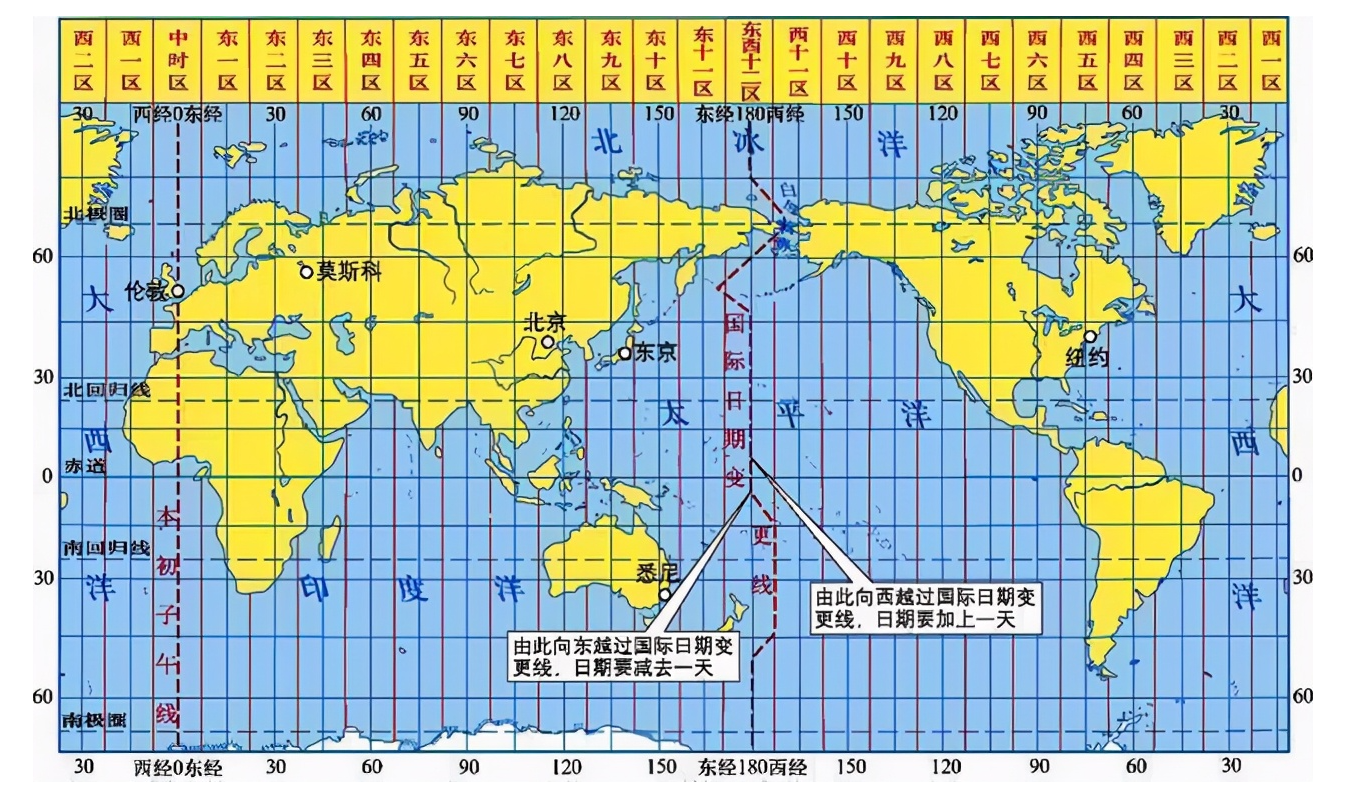 西二区 西一区 中时区 东一区 东二区 东三区 东四区 东五区 东六区 东七区 东八区 东九区 东十区 东十一区 东西十二区 西十一区 西十区 西九区 西八区 西七区 西六区 西五区 西四区 西三区 西二区 西一区
30 西经0东经 30 60 90 120 150 东经180西经 150 120 90 60 30
北冰洋
白令海峡
北极圈
60 60
莫斯科
伦敦
大 大
北京
东京
纽约
国际日期变更线
30 30
北回归线
太平洋
西 西
赤道
0 0
本初子午线
南回归线
30 30
洋 印度洋 洋
悉尼
由此向西越过国际日期变
更线，日期要加上一天
由此向东越过国际日期变
更线，日期要减去一天
60 60
南极圈
30 西经0东经 30 60 90 120 150 东经180西经 150 120 90 60 30